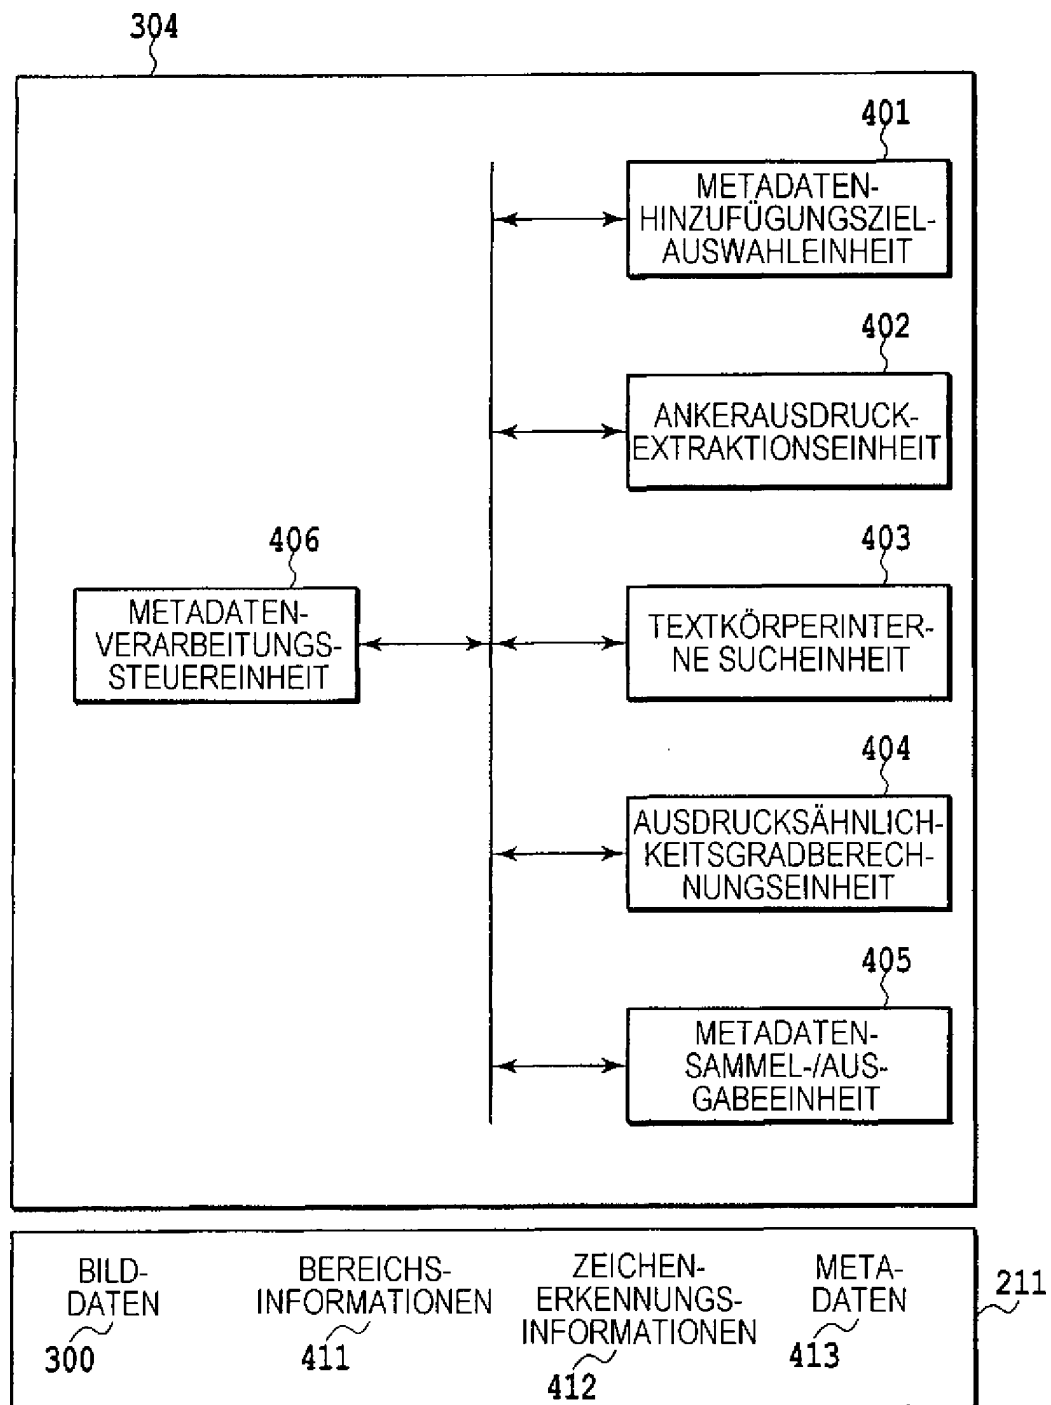 304
401
METADATEN-
HINZUFÜGUNGSZIEL-
AUSWAHLEINHEIT
402
ANKERAUSDRUCK-
EXTRAKTIONSEINHEIT
403
TEXTKÖRPERINTER-
NE SUCHEINHEIT
406
METADATEN-
VERARBEITUNGS-
STEUEREINHEIT
404
AUSDRUCKSÄHNLICH-
KEITSGRADBERECH-
NUNGSEINHEIT
405
METADATEN-
SAMMEL-/AUS-
GABEEINHEIT
BILD-
DATEN
300
BEREICHS-
INFORMATIONEN
411
ZEICHEN-
ERKENNUNGS-
INFORMATIONEN
412
META-
DATEN
413
211